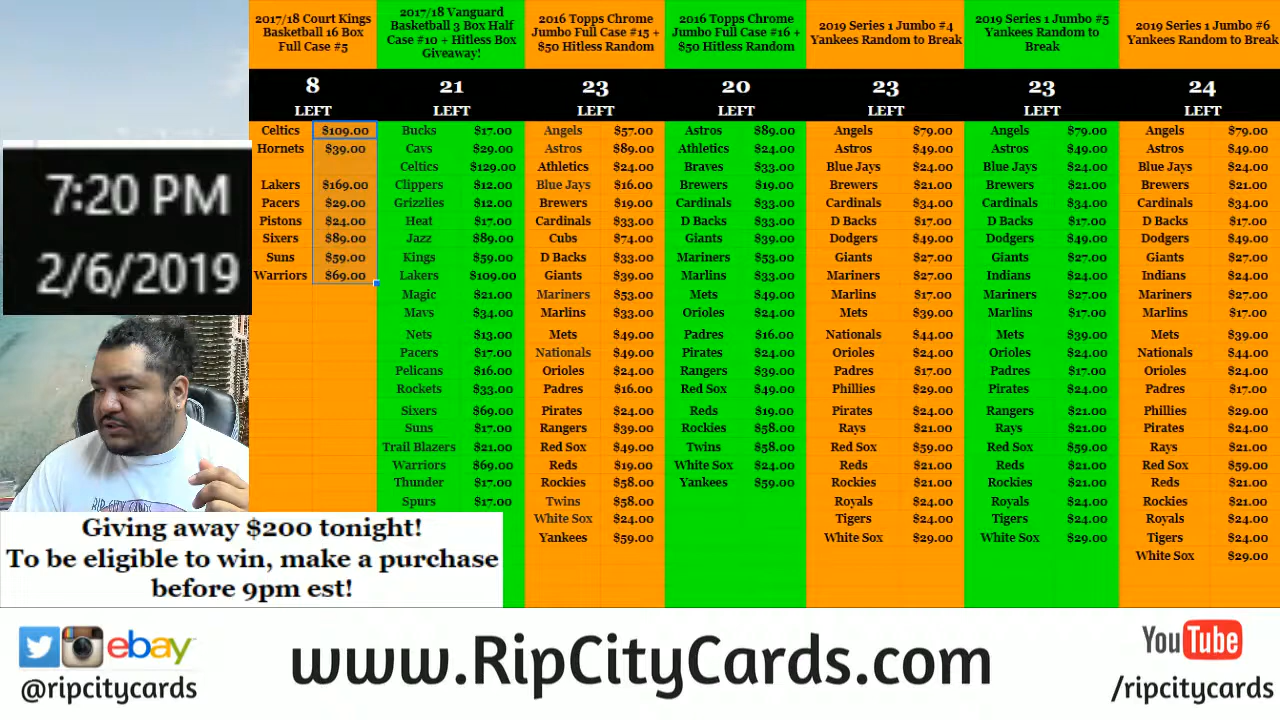 2017/18 Court Kings
Basketball 16 Box
Full Case #5
8
LEFT
Celtics $109.00
Hornets $39.00
Lakers $169.00
Pacers $29.00
Pistons $24.00
Sixers $89.00
Suns $59.00
Warriors $69.00
2017/18 Vanguard
Basketball 3 Box Half
Case #10 + Hitless Box
Giveaway!
21
LEFT
Bucks $17.00
Cavs $29.00
Celtics $129.00
Clippers $12.00
Grizzlies $12.00
Heat $17.00
Jazz $89.00
Kings $59.00
Lakers $109.00
Magic $21.00
Mavs $34.00
Nets $13.00
Pacers $17.00
Pelicans $16.00
Rockets $33.00
Sixers $69.00
Suns $17.00
Trail Blazers $21.00
Warriors $69.00
Thunder $17.00
Spurs $17.00
2016 Topps Chrome
Jumbo Full Case #15 +
$50 Hitless Random
23
LEFT
Angels $57.00
Astros $89.00
Athletics $24.00
Blue Jays $16.00
Brewers $19.00
Cardinals $33.00
Cubs $74.00
D Backs $33.00
Giants $39.00
Mariners $53.00
Marlins $33.00
Mets $49.00
Nationals $49.00
Orioles $24.00
Padres $16.00
Pirates $24.00
Rangers $39.00
Red Sox $49.00
Reds $19.00
Rockies $58.00
Twins $58.00
White Sox $24.00
Yankees $59.00
2016 Topps Chrome
Jumbo Full Case #16 +
$50 Hitless Random
20
LEFT
Astros $89.00
Athletics $24.00
Braves $33.00
Brewers $19.00
Cardinals $33.00
D Backs $33.00
Giants $39.00
Mariners $53.00
Marlins $33.00
Mets $49.00
Orioles $24.00
Padres $16.00
Pirates $24.00
Rangers $39.00
Red Sox $49.00
Reds $19.00
Rockies $58.00
Twins $58.00
White Sox $24.00
Yankees $59.00
2019 Series 1 Jumbo #4
Yankees Random to Break
23
LEFT
Angels $79.00
Astros $49.00
Blue Jays $24.00
Brewers $21.00
Cardinals $34.00
D Backs $17.00
Dodgers $49.00
Giants $27.00
Mariners $27.00
Marlins $17.00
Mets $39.00
Nationals $44.00
Orioles $24.00
Padres $17.00
Phillies $29.00
Pirates $24.00
Rays $21.00
Red Sox $59.00
Reds $21.00
Rockies $21.00
Royals $24.00
Tigers $24.00
White Sox $29.00
2019 Series 1 Jumbo #5
Yankees Random to
Break
23
LEFT
Angels $79.00
Astros $49.00
Blue Jays $24.00
Brewers $21.00
Cardinals $34.00
D Backs $17.00
Dodgers $49.00
Giants $27.00
Indians $24.00
Mariners $27.00
Marlins $17.00
Mets $39.00
Orioles $24.00
Padres $17.00
Pirates $24.00
Rangers $21.00
Rays $21.00
Red Sox $59.00
Reds $21.00
Rockies $21.00
Royals $24.00
Tigers $24.00
White Sox $29.00
2019 Series 1 Jumbo #6
Yankees Random to Break
24
LEFT
Angels $79.00
Astros $49.00
Blue Jays $24.00
Brewers $21.00
Cardinals $34.00
D Backs $17.00
Dodgers $49.00
Giants $27.00
Indians $24.00
Mariners $27.00
Marlins $17.00
Mets $39.00
Nationals $44.00
Orioles $24.00
Padres $17.00
Phillies $29.00
Pirates $24.00
Rays $21.00
Red Sox $59.00
Reds $21.00
Rockies $21.00
Royals $24.00
Tigers $24.00
White Sox $29.00
7:20 PM
2/6/2019
RIP CITY CARDS
Giving away $200 tonight!
To be eligible to win, make a purchase
before 9pm est!
ebay
@ripcitycards
www.RipCityCards.com
YouTube
/ripcitycards